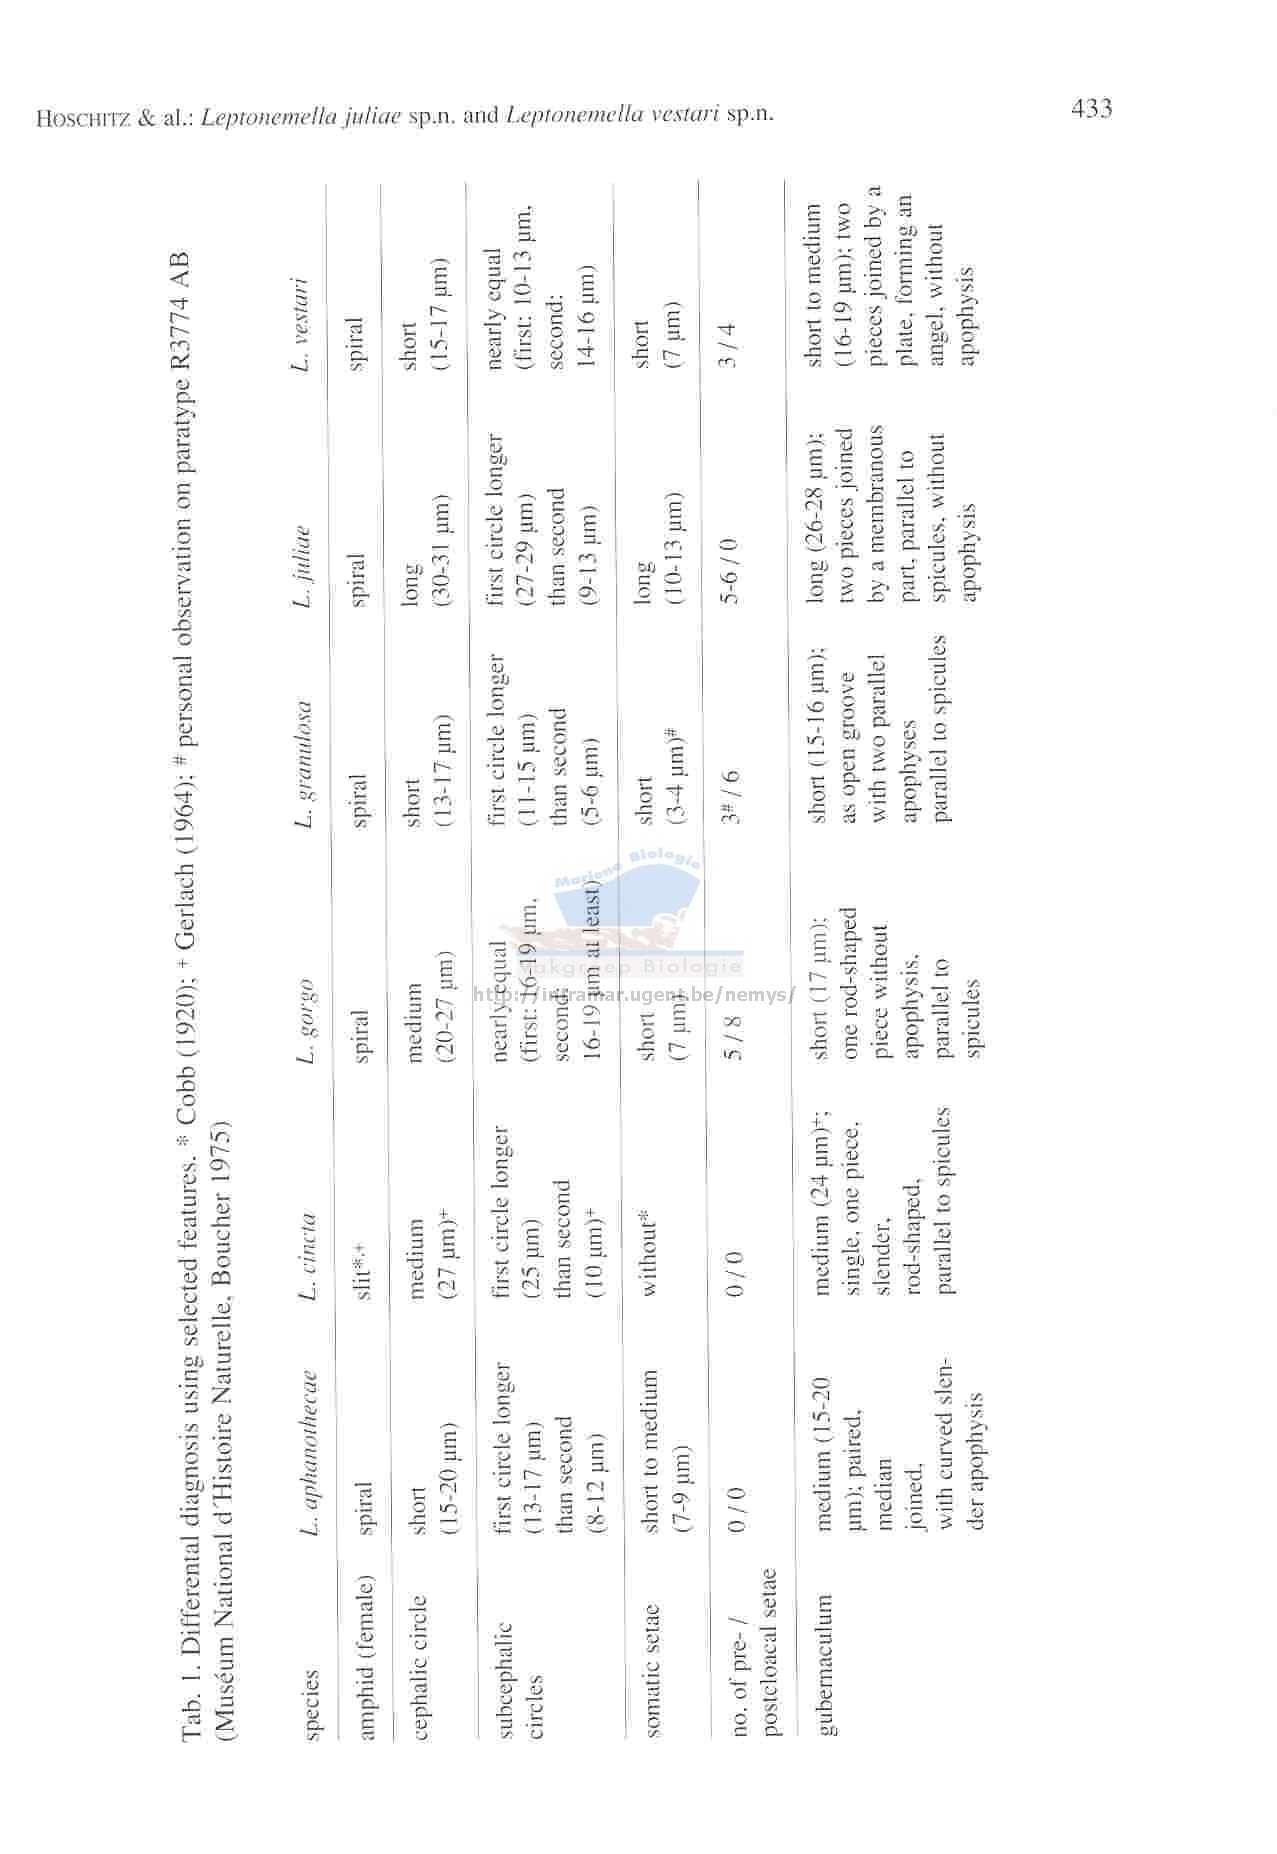 HOSCHITZ & al.: Leptonemella juliae sp.n. and Leptonemella vestari sp.n.
433
Tab. 1. Differental diagnosis using selected features. * Cobb (1920); + Gerlach (1964); # personal observation on paratype R3774 AB
(Muséum National d´Histoire Naturelle, Boucher 1975)
species L. aphanothecae L. cincta L. gorgo L. granulosa L. juliae L. vestari
amphid (female) spiral slit*,+ spiral spiral spiral spiral
cephalic circle short medium medium short long short
(15-20 µm) (27 µm)+ (20-27 µm) (13-17 µm) (30-31 µm) (15-17 µm)
subcephalic first circle longer first circle longer nearly equal first circle longer first circle longer nearly equal
circles (13-17 µm) (25 µm) (first: 16-19 µm, (11-15 µm) (27-29 µm) (first: 10-13 µm,
than second than second second: than second than second second:
(8-12 µm) (10 µm)+ 16-19 µm at least) (5-6 µm) (9-13 µm) 14-16 µm)
somatic setae short to medium without* short short long short
(7-9 µm) (7 µm) (3-4 µm)# (10-13 µm) (7 µm)
no. of pre- / 0 / 0 0 / 0 5 / 8 3# / 6 5-6 / 0 3 / 4
postcloacal setae
gubernaculum medium (15-20 medium (24 µm)+; short (17 µm); short (15-16 µm); long (26-28 µm); short to medium
µm); paired, single, one piece, one rod-shaped as open groove two pieces joined (16-19 µm); two
median slender, piece without with two parallel by a membranous pieces joined by a
joined, rod-shaped, apophysis, apophyses part, parallel to plate, forming an
with curved slen- parallel to spicules parallel to parallel to spicules spicules, without angel, without
der apophysis spicules apophysis apophysis
Mariene Biologie
Vakgroep Biologie
http://intramar.ugent.be/nemys/